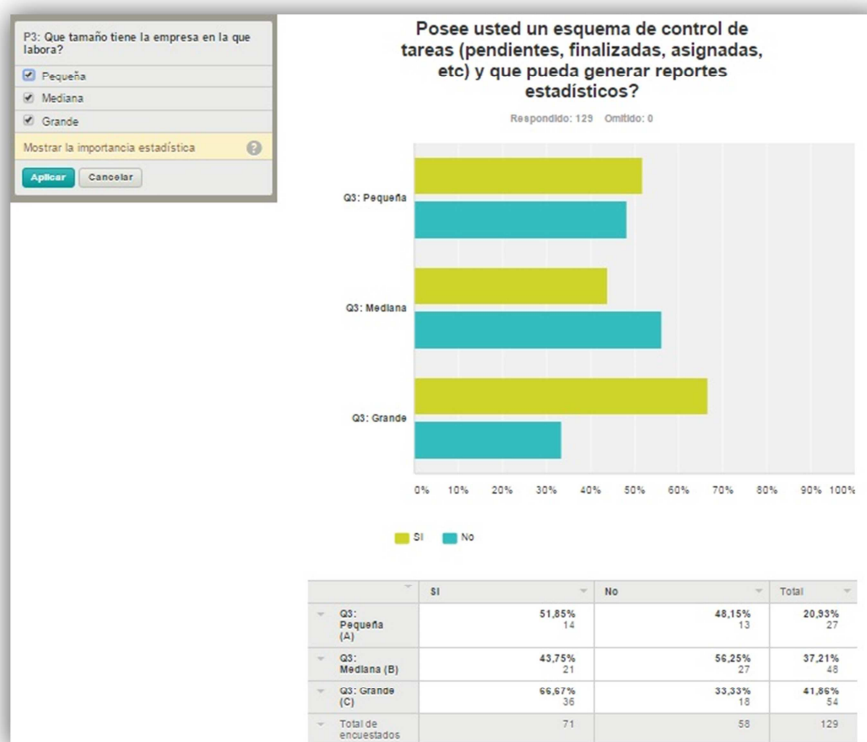 P3: Que tamaño tiene la empresa en la que
labora?
Pequeña
Mediana
Grande
Mostrar la importancia estadística ?
Aplicar Cancelar
Posee usted un esquema de control de
tareas (pendientes, finalizadas, asignadas,
etc) y que pueda generar reportes
estadísticos?
Respondido: 129 Omitido: 0
Q3: Pequeña
Q3: Mediana
Q3: Grande
0% 10% 20% 30% 40% 50% 60% 70% 80% 90% 100%
SI No
SI No Total
Q3: 51,85% 48,15% 20,93%
Pequeña 14 13 27
(A)
Q3: 43,75% 56,25% 37,21%
Mediana (B) 21 27 48
Q3: Grande 66,67% 33,33% 41,86%
(C) 36 18 54
Total de 71 58 129
encuestados